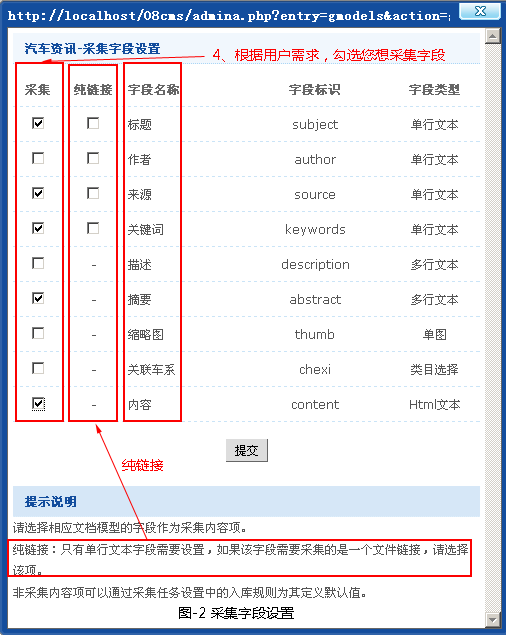 http://localhost/08cms/admina.php?entry=gmodels&action=
汽车资讯-采集字段设置
4、根据用户需求，勾选您想采集字段
采集 纯链接 字段名称 字段标识 字段类型
标题 subject 单行文本
作者 author 单行文本
来源 source 单行文本
关键词 keywords 单行文本
- 描述 description 多行文本
- 摘要 abstract 多行文本
- 缩略图 thumb 单图
- 关联车系 chexi 类目选择
- 内容 content Html文本
提交
纯链接
提示说明
请选择相应文档模型的字段作为采集内容项。
纯链接：只有单行文本字段需要设置，如果该字段需要采集的是一个文件链接，请选择
该项。
非采集内容项可以通过采集任务设置中的入库规则为其定义默认值。
图-2 采集字段设置